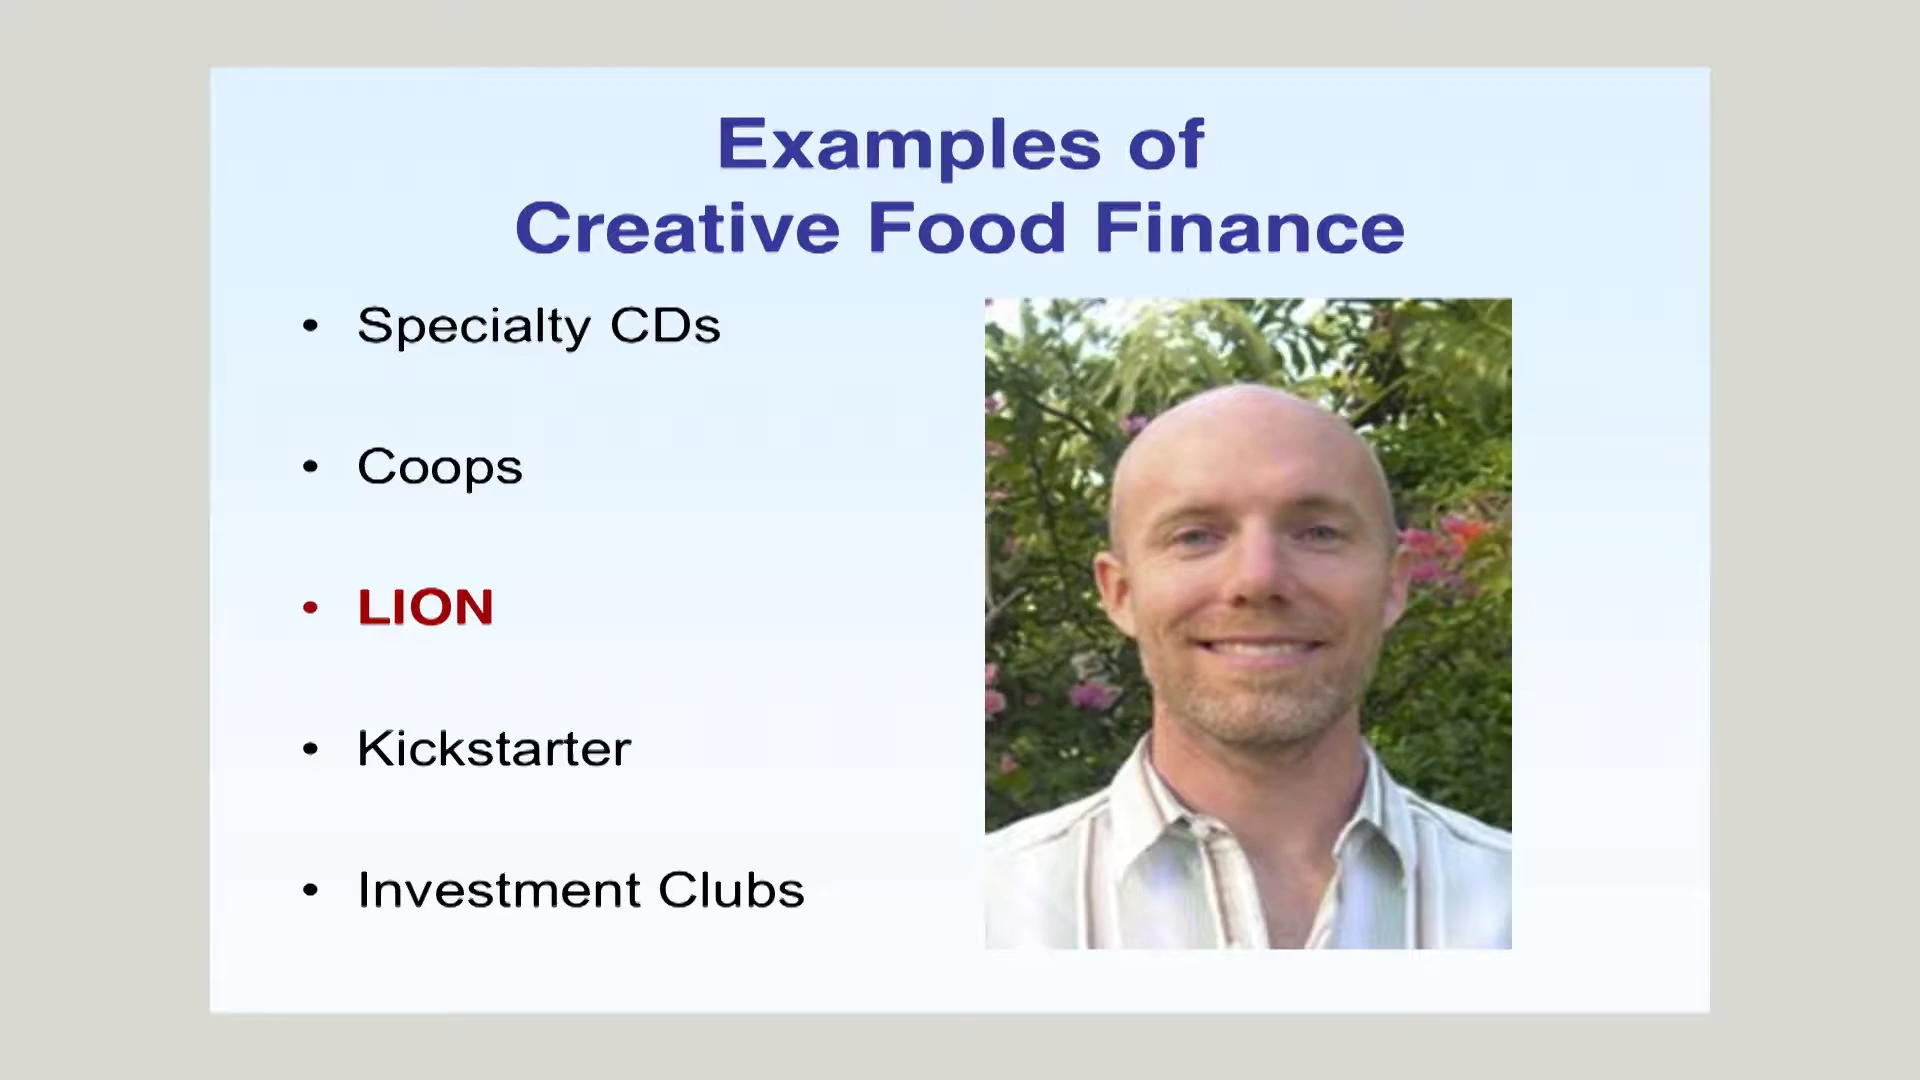 Examples of
Creative Food Finance
• Specialty CDs
• Coops
• LION
• Kickstarter
• Investment Clubs